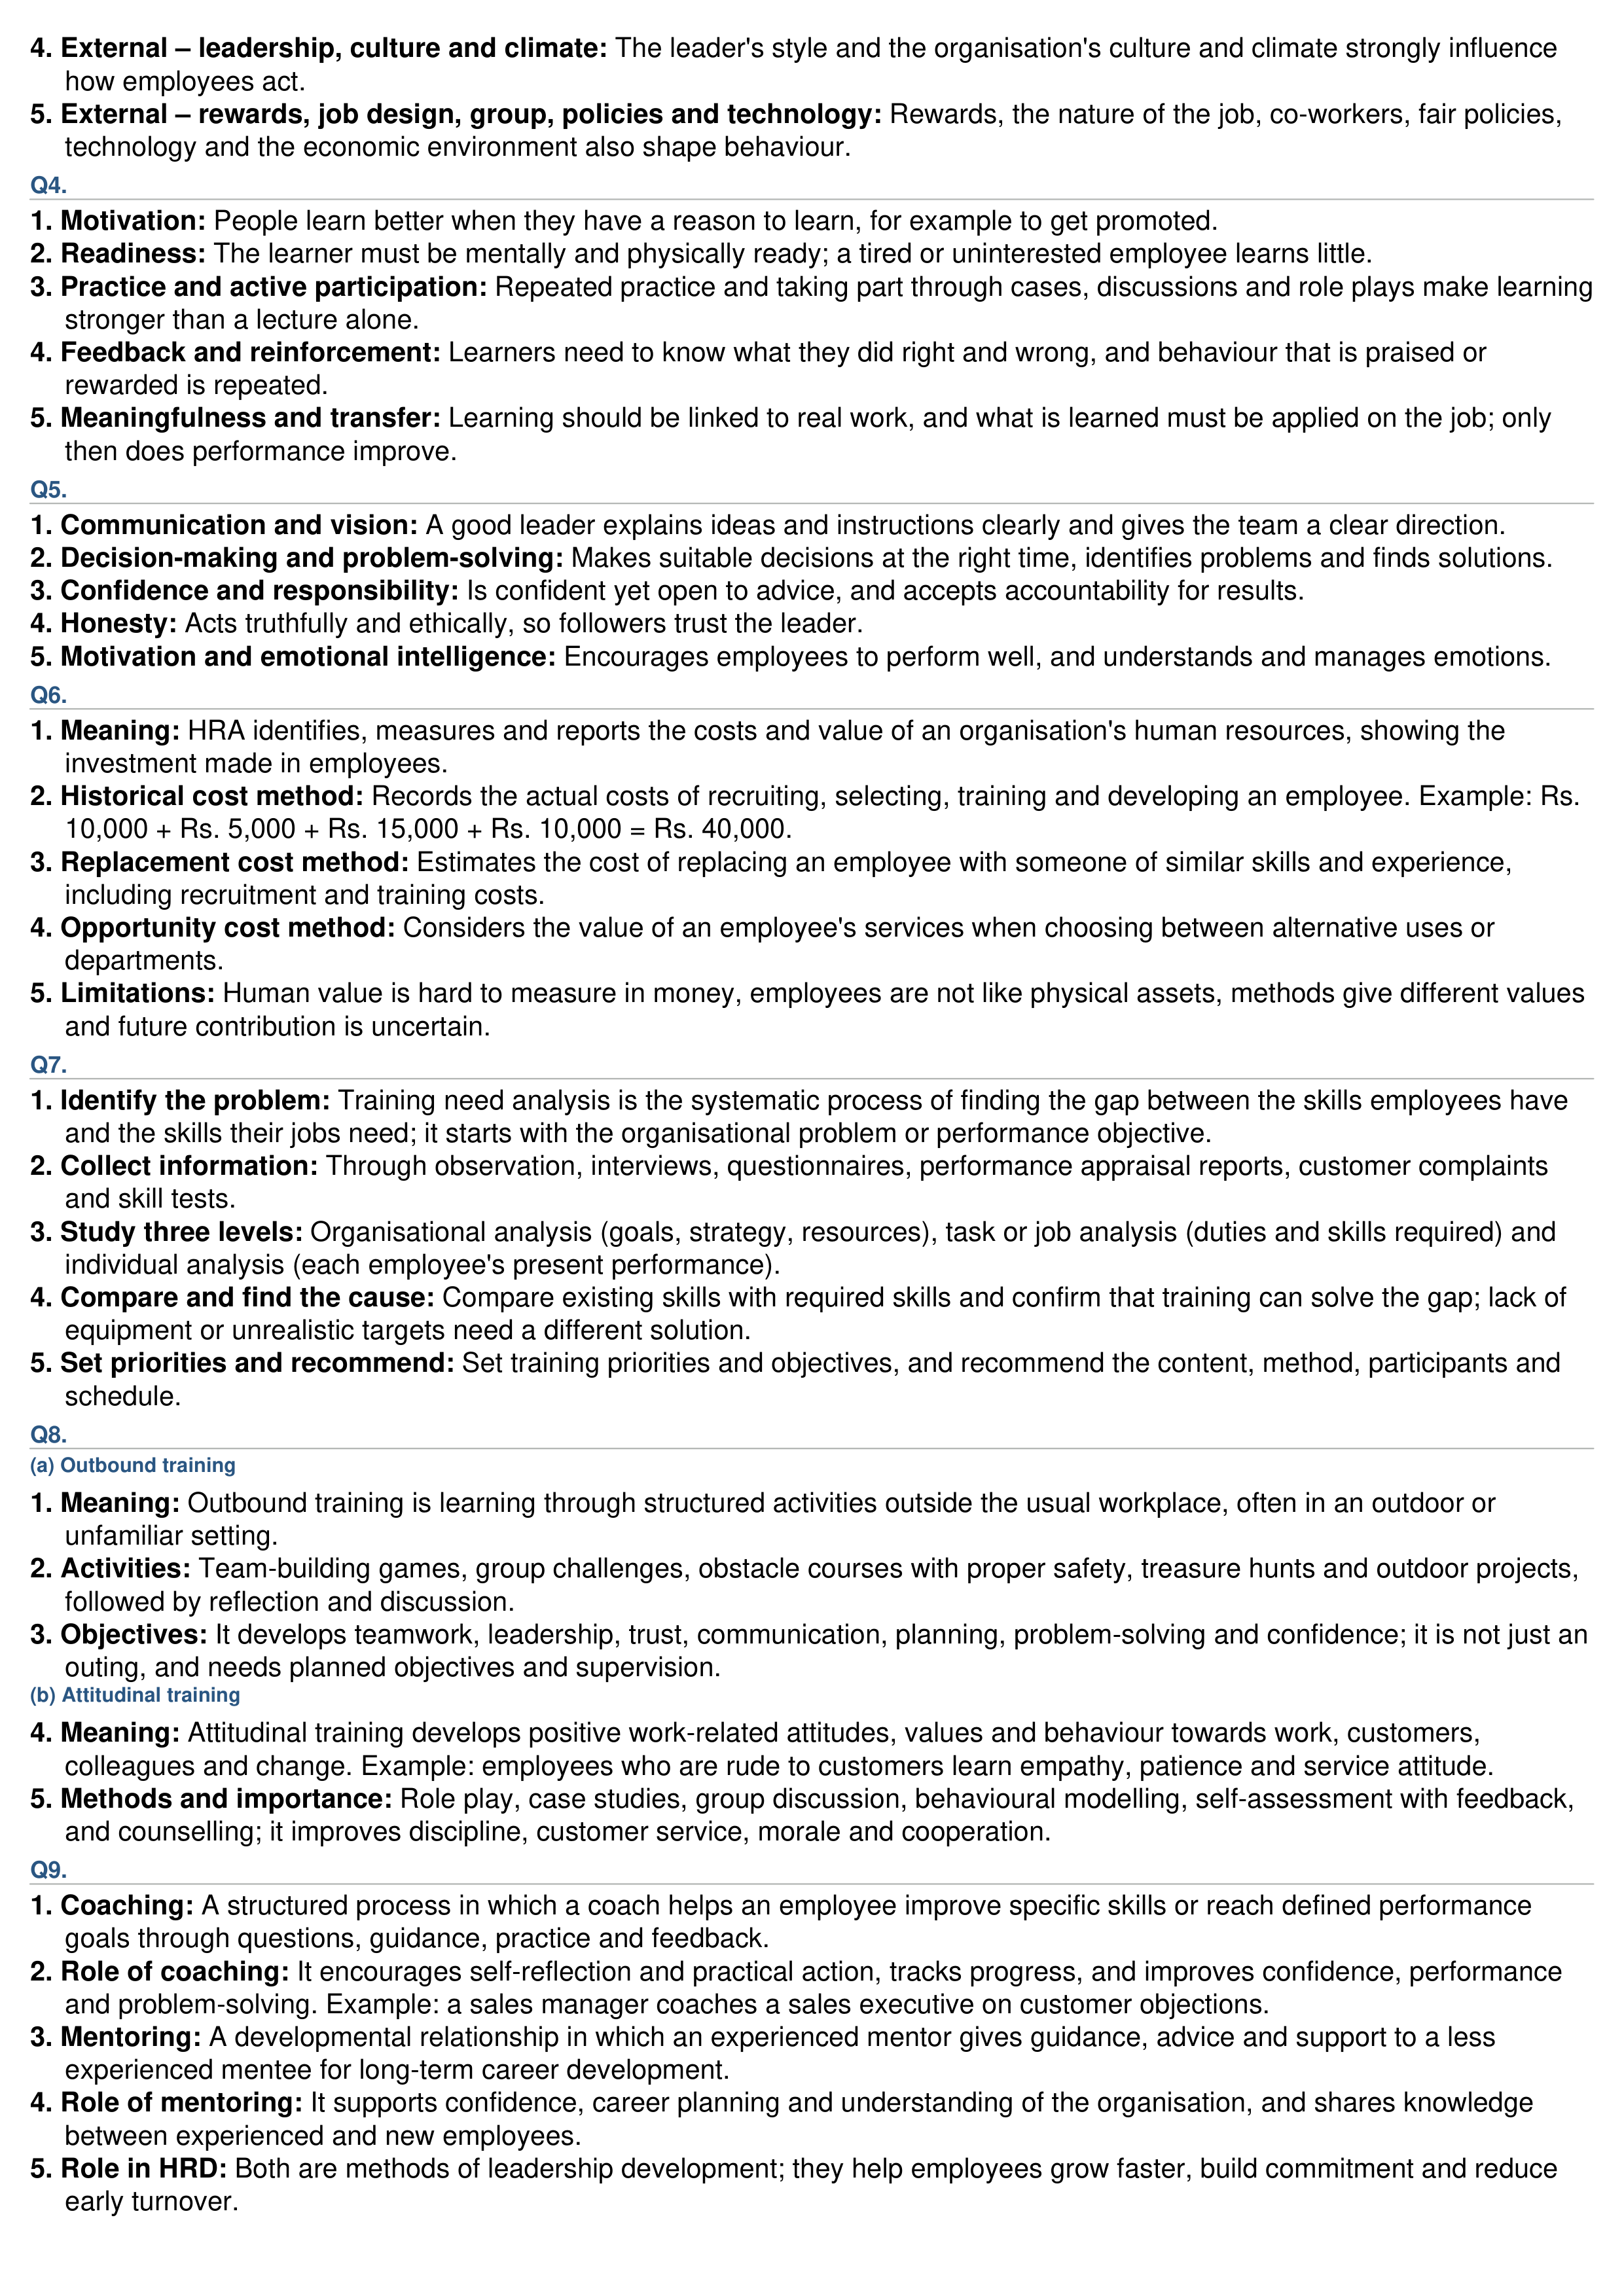 4. External – leadership, culture and climate: The leader's style and the organisation's culture and climate strongly influence
how employees act.
5. External – rewards, job design, group, policies and technology: Rewards, the nature of the job, co-workers, fair policies,
technology and the economic environment also shape behaviour.
Q4.
1. Motivation: People learn better when they have a reason to learn, for example to get promoted.
2. Readiness: The learner must be mentally and physically ready; a tired or uninterested employee learns little.
3. Practice and active participation: Repeated practice and taking part through cases, discussions and role plays make learning
stronger than a lecture alone.
4. Feedback and reinforcement: Learners need to know what they did right and wrong, and behaviour that is praised or
rewarded is repeated.
5. Meaningfulness and transfer: Learning should be linked to real work, and what is learned must be applied on the job; only
then does performance improve.
Q5.
1. Communication and vision: A good leader explains ideas and instructions clearly and gives the team a clear direction.
2. Decision-making and problem-solving: Makes suitable decisions at the right time, identifies problems and finds solutions.
3. Confidence and responsibility: Is confident yet open to advice, and accepts accountability for results.
4. Honesty: Acts truthfully and ethically, so followers trust the leader.
5. Motivation and emotional intelligence: Encourages employees to perform well, and understands and manages emotions.
Q6.
1. Meaning: HRA identifies, measures and reports the costs and value of an organisation's human resources, showing the
investment made in employees.
2. Historical cost method: Records the actual costs of recruiting, selecting, training and developing an employee. Example: Rs.
10,000 + Rs. 5,000 + Rs. 15,000 + Rs. 10,000 = Rs. 40,000.
3. Replacement cost method: Estimates the cost of replacing an employee with someone of similar skills and experience,
including recruitment and training costs.
4. Opportunity cost method: Considers the value of an employee's services when choosing between alternative uses or
departments.
5. Limitations: Human value is hard to measure in money, employees are not like physical assets, methods give different values
and future contribution is uncertain.
Q7.
1. Identify the problem: Training need analysis is the systematic process of finding the gap between the skills employees have
and the skills their jobs need; it starts with the organisational problem or performance objective.
2. Collect information: Through observation, interviews, questionnaires, performance appraisal reports, customer complaints
and skill tests.
3. Study three levels: Organisational analysis (goals, strategy, resources), task or job analysis (duties and skills required) and
individual analysis (each employee's present performance).
4. Compare and find the cause: Compare existing skills with required skills and confirm that training can solve the gap; lack of
equipment or unrealistic targets need a different solution.
5. Set priorities and recommend: Set training priorities and objectives, and recommend the content, method, participants and
schedule.
Q8.
(a) Outbound training
1. Meaning: Outbound training is learning through structured activities outside the usual workplace, often in an outdoor or
unfamiliar setting.
2. Activities: Team-building games, group challenges, obstacle courses with proper safety, treasure hunts and outdoor projects,
followed by reflection and discussion.
3. Objectives: It develops teamwork, leadership, trust, communication, planning, problem-solving and confidence; it is not just an
outing, and needs planned objectives and supervision.
(b) Attitudinal training
4. Meaning: Attitudinal training develops positive work-related attitudes, values and behaviour towards work, customers,
colleagues and change. Example: employees who are rude to customers learn empathy, patience and service attitude.
5. Methods and importance: Role play, case studies, group discussion, behavioural modelling, self-assessment with feedback,
and counselling; it improves discipline, customer service, morale and cooperation.
Q9.
1. Coaching: A structured process in which a coach helps an employee improve specific skills or reach defined performance
goals through questions, guidance, practice and feedback.
2. Role of coaching: It encourages self-reflection and practical action, tracks progress, and improves confidence, performance
and problem-solving. Example: a sales manager coaches a sales executive on customer objections.
3. Mentoring: A developmental relationship in which an experienced mentor gives guidance, advice and support to a less
experienced mentee for long-term career development.
4. Role of mentoring: It supports confidence, career planning and understanding of the organisation, and shares knowledge
between experienced and new employees.
5. Role in HRD: Both are methods of leadership development; they help employees grow faster, build commitment and reduce
early turnover.